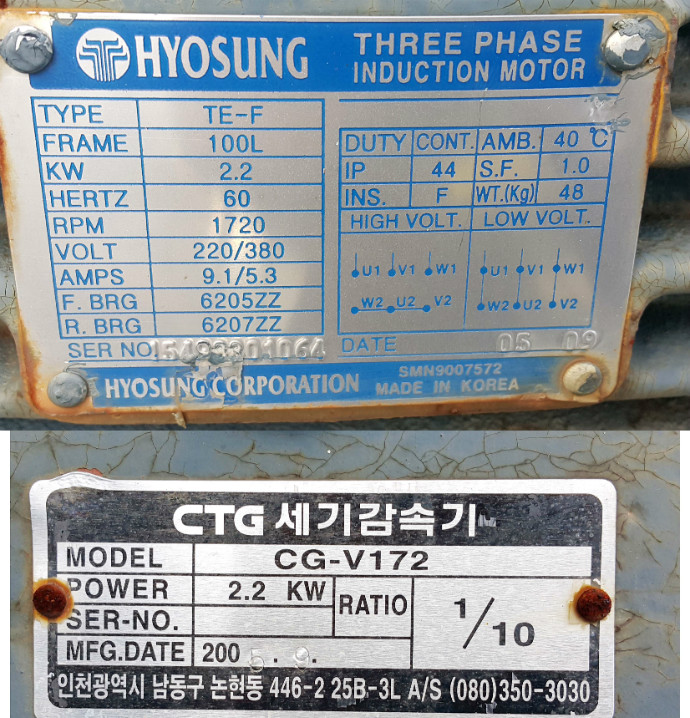 HYOSUNG
THREE PHASE
INDUCTION MOTOR
TYPE TE-F
FRAME 100L
KW 2.2
HERTZ 60
RPM 1720
VOLT 220/380
AMPS 9.1/5.3
F. BRG 6205ZZ
R. BRG 6207ZZ
SER NO
DUTY CONT. AMB. 40 ℃
IP 44 S.F. 1.0
INS. F WT.(Kg) 48
HIGH VOLT. LOW VOLT.
U1 V1 W1 U1 V1 W1
W2 U2 V2 W2 U2 V2
DATE 05 09
HYOSUNG CORPORATION
SMN9007572
MADE IN KOREA
CTG 세기감속기
MODEL CG-V172
POWER 2.2 KW RATIO 1/10
SER-NO.
MFG.DATE 2005. 9.
인천광역시 남동구 논현동 446-2 25B-3L A/S (080)350-3030